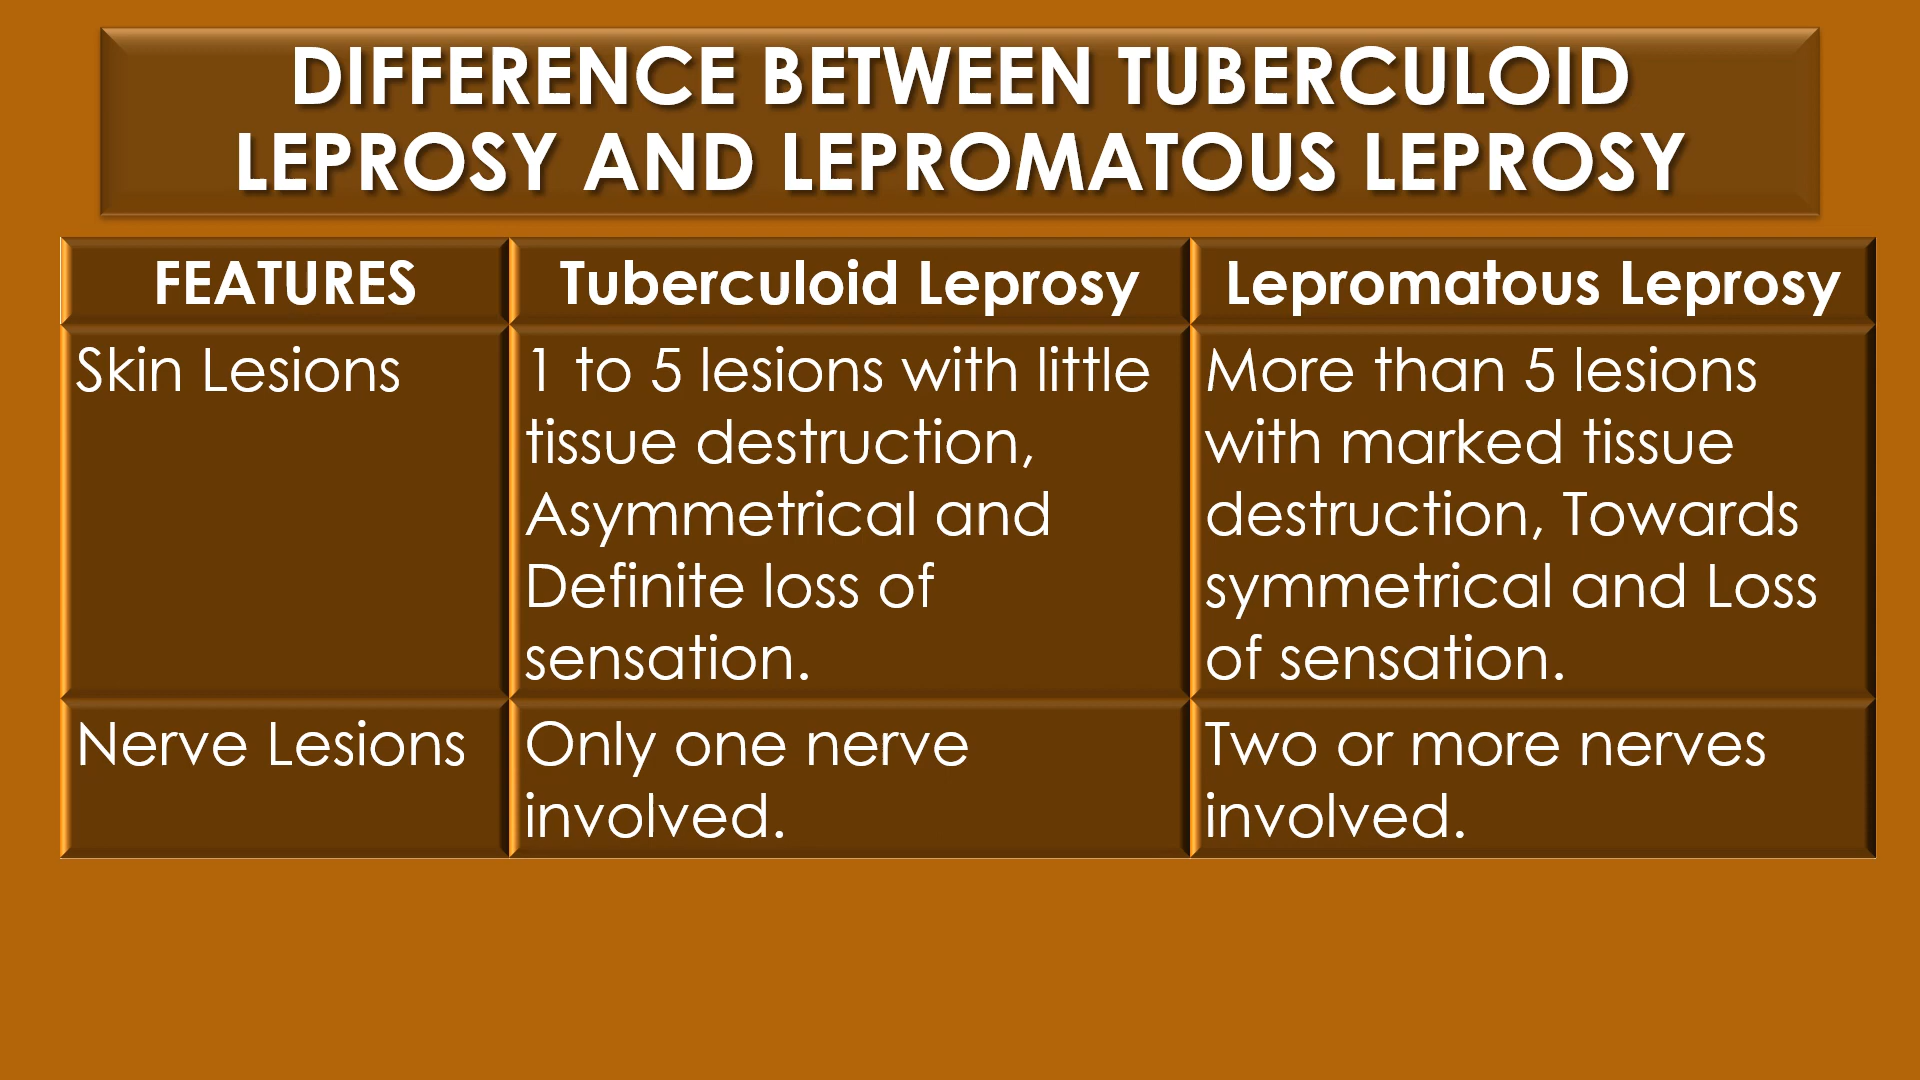 DIFFERENCE BETWEEN TUBERCULOID
LEPROSY AND LEPROMATOUS LEPROSY
FEATURES
Tuberculoid Leprosy
Lepromatous Leprosy
Skin Lesions
1 to 5 lesions with little
tissue destruction,
Asymmetrical and
Definite loss of
sensation.
More than 5 lesions
with marked tissue
destruction, Towards
symmetrical and Loss
of sensation.
Nerve Lesions
Only one nerve
involved.
Two or more nerves
involved.